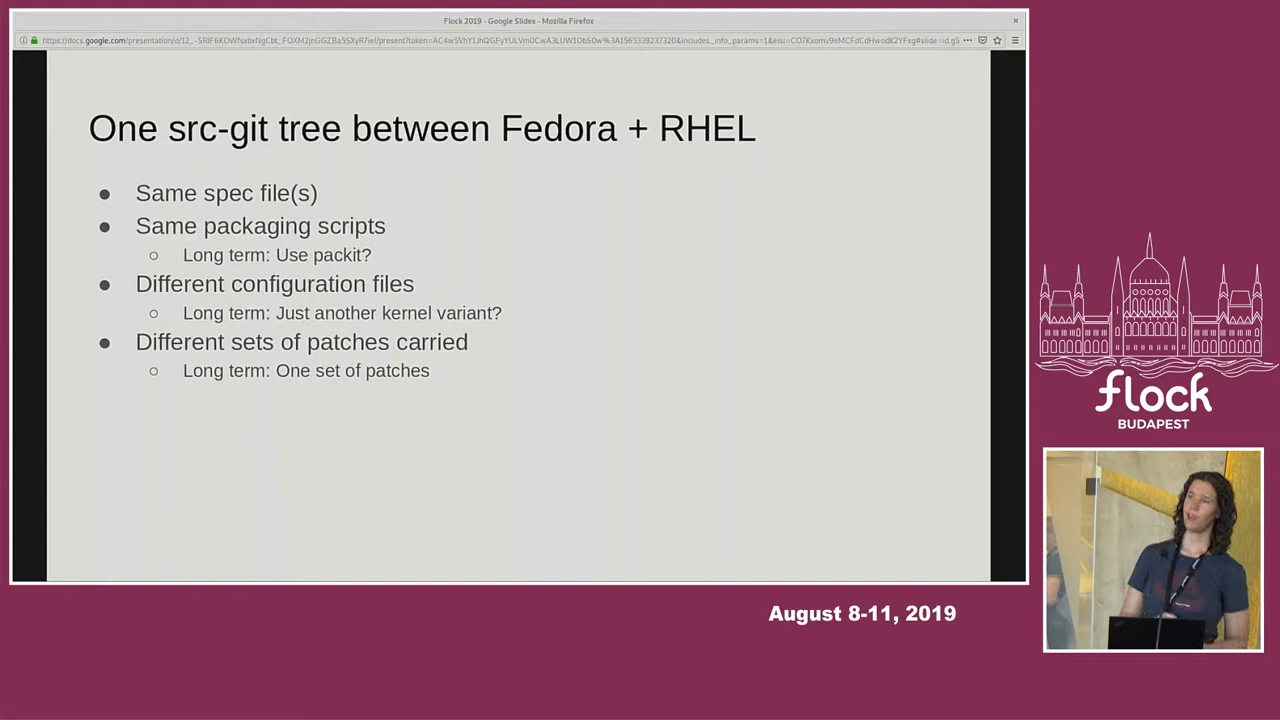 Flock 2019 - Google Slides - Mozilla Firefox
One src-git tree between Fedora + RHEL
● Same spec file(s)
● Same packaging scripts
○ Long term: Use packit?
● Different configuration files
○ Long term: Just another kernel variant?
● Different sets of patches carried
○ Long term: One set of patches
flock
BUDAPEST
August 8-11, 2019